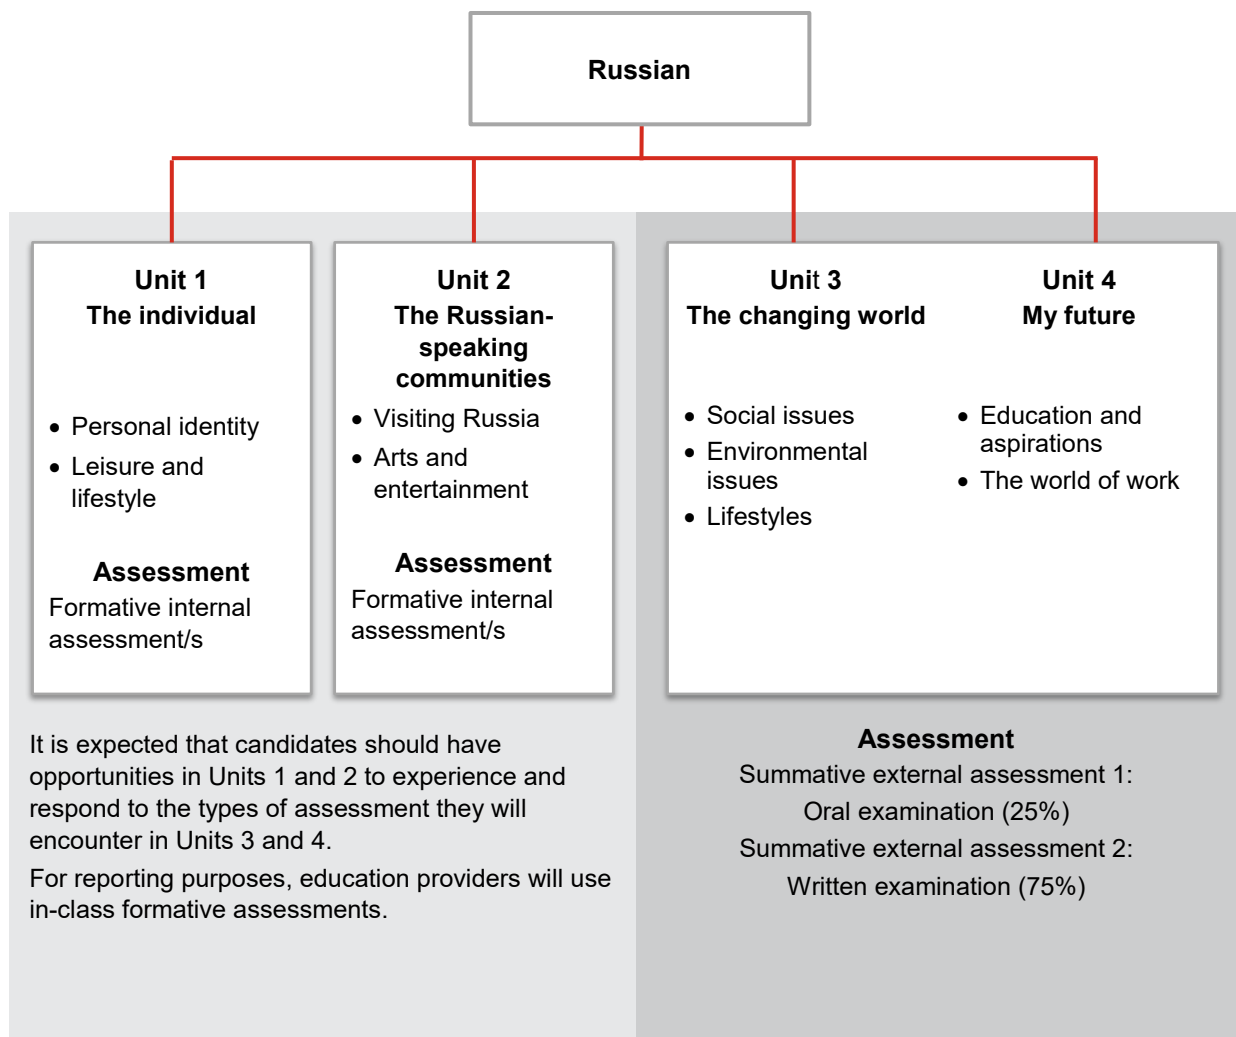 Russian
Unit 1
The individual
• Personal identity
• Leisure and
lifestyle
Assessment
Formative internal
assessment/s
Unit 2
The Russian-
speaking
communities
• Visiting Russia
• Arts and
entertainment
Assessment
Formative internal
assessment/s
Unit 3
The changing world
• Social issues
• Environmental
issues
• Lifestyles
Unit 4
My future
• Education and
aspirations
• The world of work
It is expected that candidates should have
opportunities in Units 1 and 2 to experience and
respond to the types of assessment they will
encounter in Units 3 and 4.
For reporting purposes, education providers will use
in-class formative assessments.
Assessment
Summative external assessment 1:
Oral examination (25%)
Summative external assessment 2:
Written examination (75%)